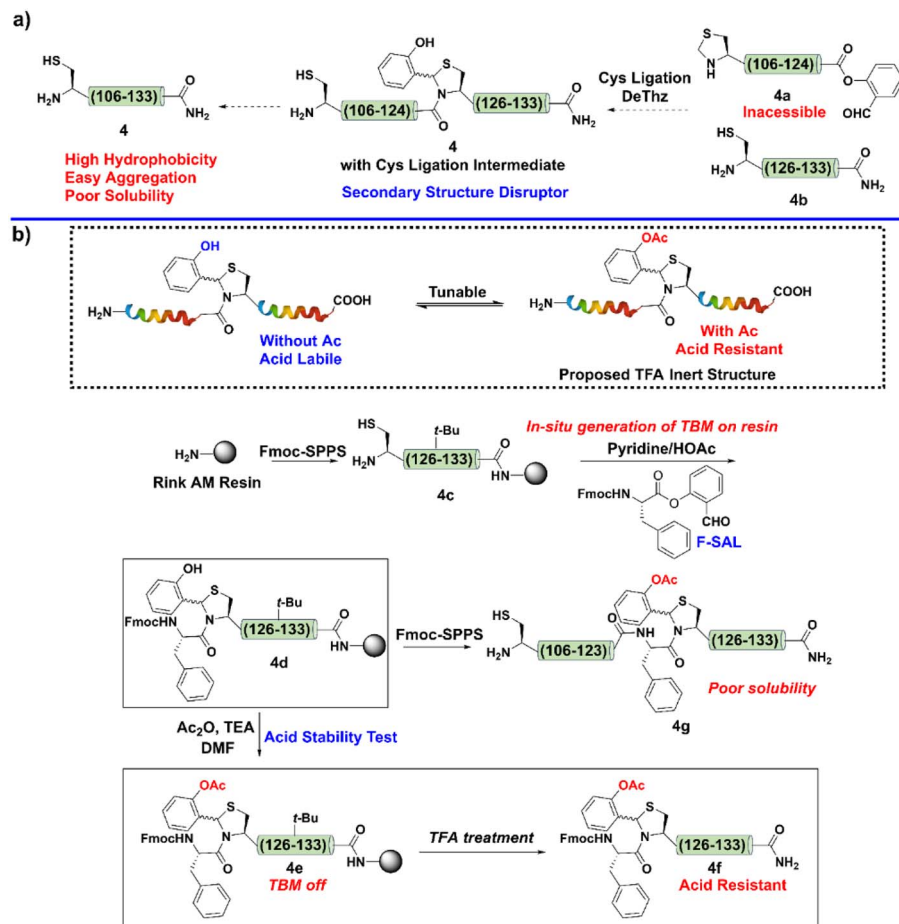 a)
HS
H2N
(106-133)
O
NH2
4
High Hydrophobicity
Easy Aggregation
Poor Solubility
OH
S
HS
H2N
(106-124)
N
O
(126-133)
O
NH2
4
with Cys Ligation Intermediate
Secondary Structure Disruptor
Cys Ligation
DeThz
S
N
H
(106-124)
O
O
4a
Inacessible
CHO
HS
H2N
(126-133)
O
NH2
4b
b)
OH
S
N
H2N
O
COOH
Without Ac
Acid Labile
Tunable
OAc
S
N
H2N
O
COOH
With Ac
Acid Resistant
Proposed TFA Inert Structure
H2N
Rink AM Resin
Fmoc-SPPS
HS
t-Bu
H2N
(126-133)
O
HN
4c
In-situ generation of TBM on resin
Pyridine/HOAc
FmocHN
O
O
CHO
F-SAL
OH
S
t-Bu
FmocHN
N
O
(126-133)
O
HN
4d
Fmoc-SPPS
OAc
S
HS
H2N
(106-123)
O
HN
N
O
(126-133)
O
NH2
4g
Poor solubility
Ac2O, TEA
DMF
Acid Stability Test
OAc
S
t-Bu
FmocHN
N
O
(126-133)
O
HN
4e
TBM off
TFA treatment
OAc
S
FmocHN
N
O
(126-133)
O
NH2
4f
Acid Resistant